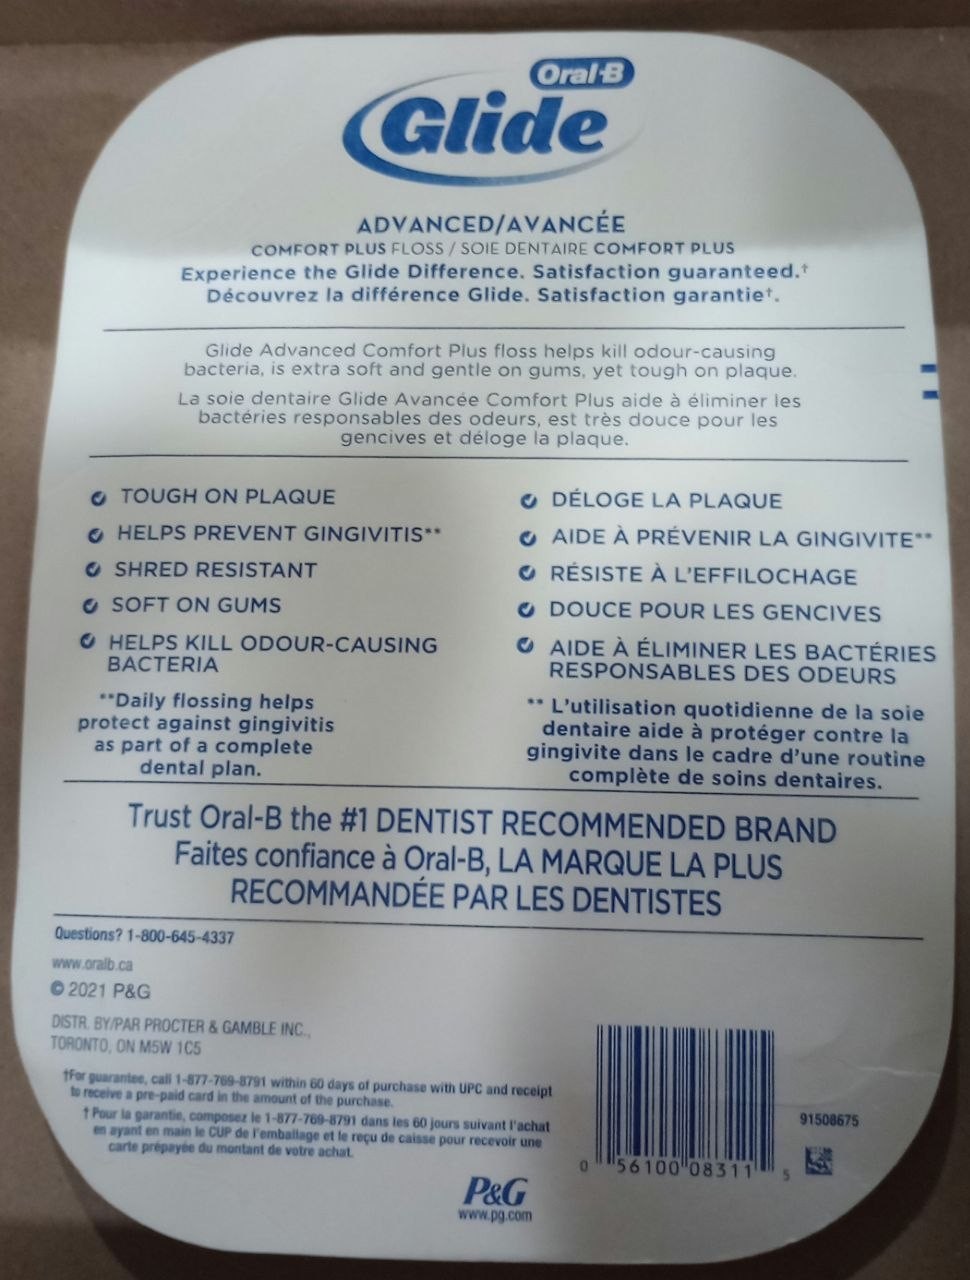 Oral-B
Glide
ADVANCED/AVANCÉE
COMFORT PLUS FLOSS / SOIE DENTAIRE COMFORT PLUS
Experience the Glide Difference. Satisfaction guaranteed.†
Découvrez la différence Glide. Satisfaction garantie†.
Glide Advanced Comfort Plus floss helps kill odour-causing
bacteria, is extra soft and gentle on gums, yet tough on plaque.
La soie dentaire Glide Avancée Comfort Plus aide à éliminer les
bactéries responsables des odeurs, est très douce pour les
gencives et déloge la plaque.
TOUGH ON PLAQUE
HELPS PREVENT GINGIVITIS**
SHRED RESISTANT
SOFT ON GUMS
HELPS KILL ODOUR-CAUSING
BACTERIA
**Daily flossing helps
protect against gingivitis
as part of a complete
dental plan.
DÉLOGE LA PLAQUE
AIDE À PRÉVENIR LA GINGIVITE**
RÉSISTE À L'EFFILOCHAGE
DOUCE POUR LES GENCIVES
AIDE À ÉLIMINER LES BACTÉRIES
RESPONSABLES DES ODEURS
** L'utilisation quotidienne de la soie
dentaire aide à protéger contre la
gingivite dans le cadre d'une routine
complète de soins dentaires.
Trust Oral-B the #1 DENTIST RECOMMENDED BRAND
Faites confiance à Oral-B, LA MARQUE LA PLUS
RECOMMANDÉE PAR LES DENTISTES
Questions? 1-800-645-4337
www.oralb.ca
© 2021 P&G
DISTR. BY/PAR PROCTER & GAMBLE INC.,
TORONTO, ON M5W 1C5
†For guarantee, call 1-877-769-8791 within 60 days of purchase with UPC and receipt
to receive a pre-paid card in the amount of the purchase.
† Pour la garantie, composez le 1-877-769-8791 dans les 60 jours suivant l'achat
en ayant en main le CUP de l'emballage et le reçu de caisse pour recevoir une
carte prépayée du montant de votre achat.
P&G
www.pg.com
0 56100 08311 5
91508675